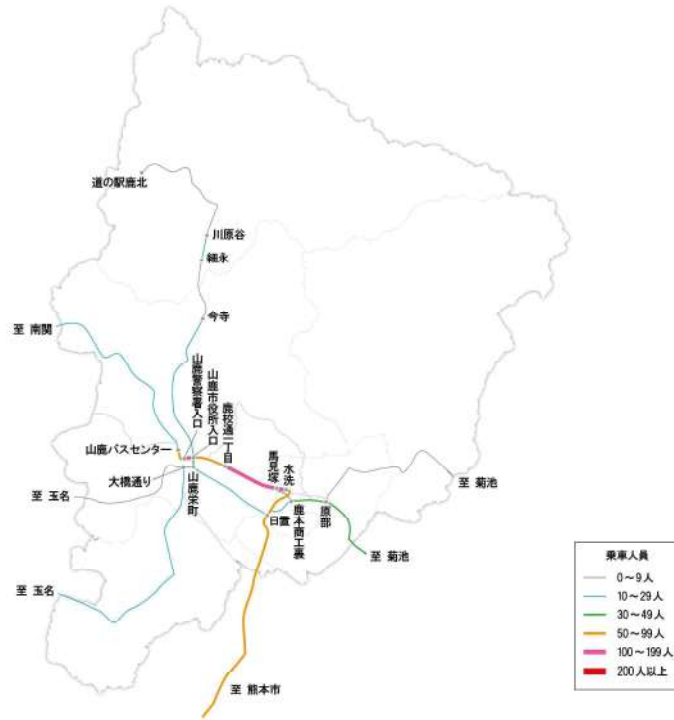 道の駅鹿北
川原谷
細永
今寺
至 南関
山鹿警察署入口
山鹿市役所入口
鹿校通一丁目
山鹿バスセンター
大橋通り
山鹿栄町
馬見塚
水洗
至 菊池
至 玉名
日置
鹿本商工裏
原部
至 菊池
至 玉名
至 熊本市
乗車人員
0～9人
10～29人
30～49人
50～99人
100～199人
200人以上